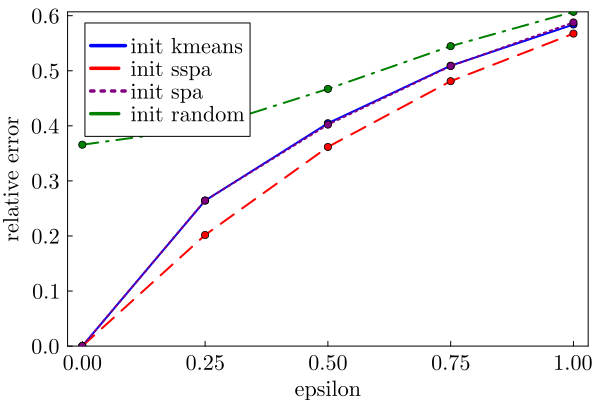 0.6
0.5
0.4
0.3
0.2
0.1
0.0
relative error
init kmeans
init sspa
init spa
init random
0.00 0.25 0.50 0.75 1.00
epsilon